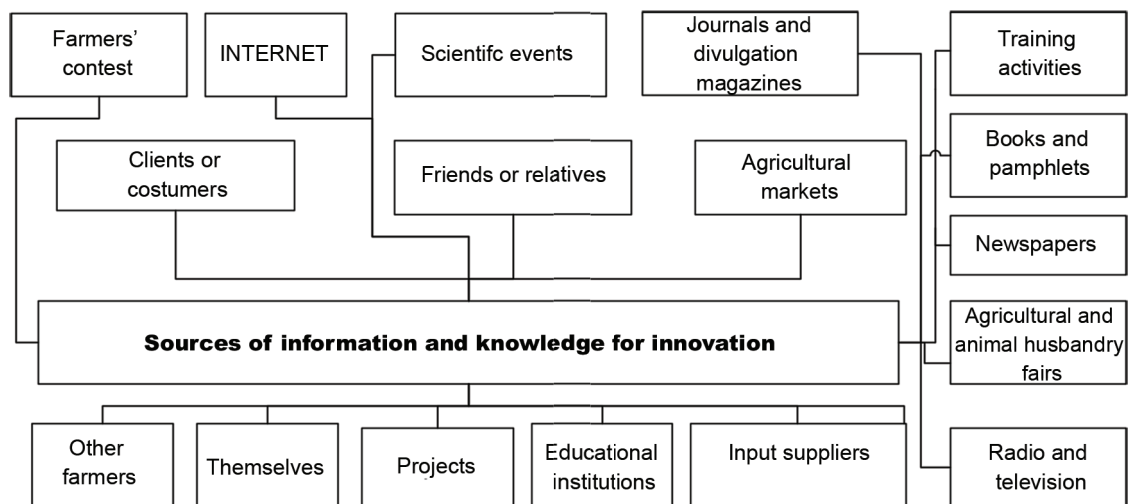 Farmers’
contest
INTERNET
Scientifc events
Journals and
divulgation
magazines
Training
activities
Clients or
costumers
Friends or relatives
Agricultural
markets
Books and
pamphlets
Newspapers
Sources of information and knowledge for innovation
Agricultural and
animal husbandry
fairs
Other
farmers
Themselves
Projects
Educational
institutions
Input suppliers
Radio and
television